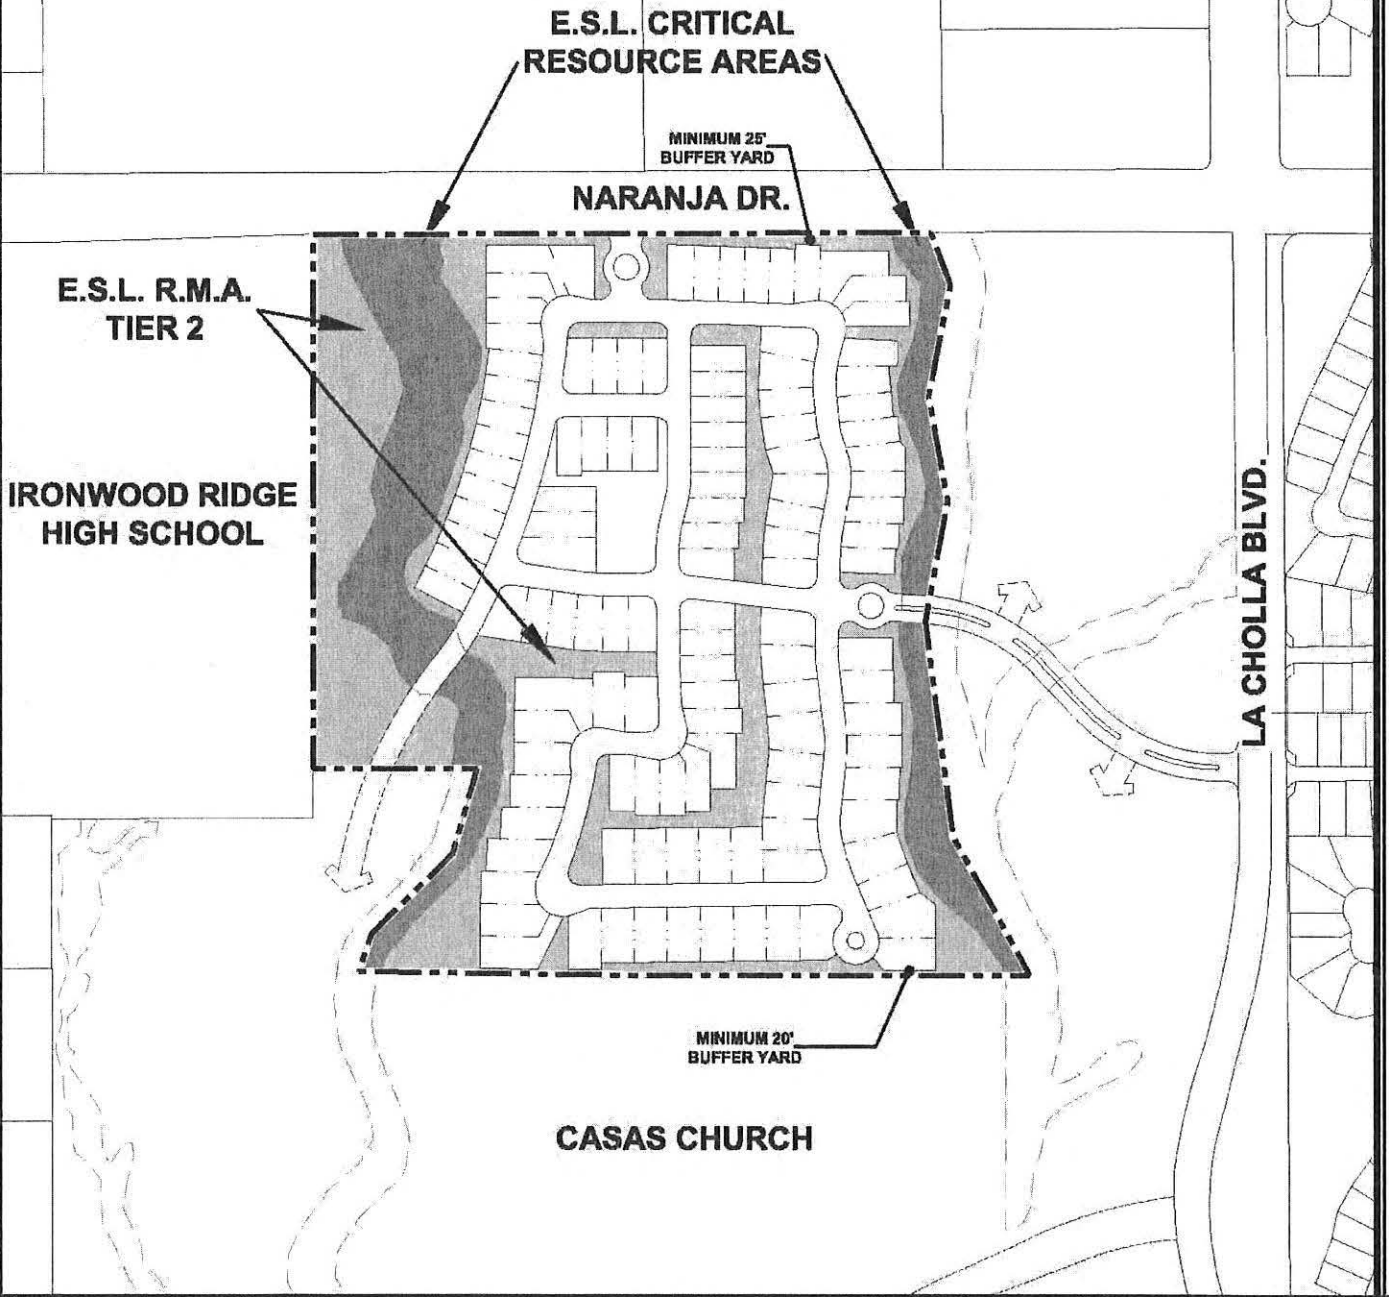 E.S.L. CRITICAL
RESOURCE AREAS
MINIMUM 25'
BUFFER YARD
NARANJA DR.
E.S.L. R.M.A.
TIER 2
IRONWOOD RIDGE
HIGH SCHOOL
LA CHOLLA BLVD.
MINIMUM 20'
BUFFER YARD
CASAS CHURCH